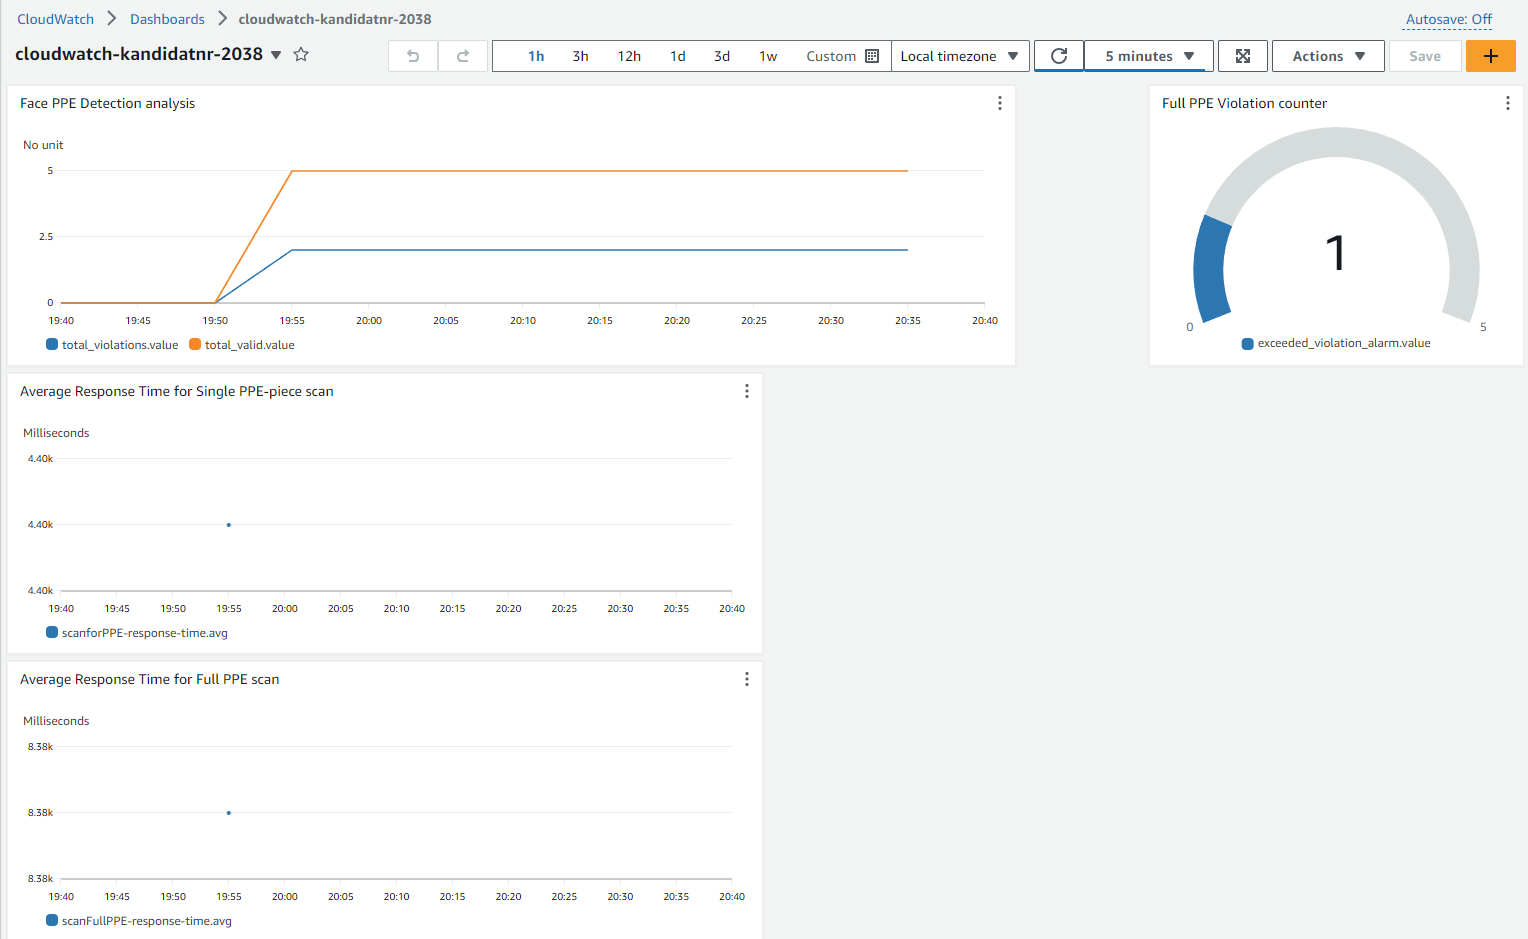 CloudWatch Dashboards cloudwatch-kandidatnr-2038
Autosave: Off
cloudwatch-kandidatnr-2038
1h 3h 12h 1d 3d 1w Custom Local timezone 5 minutes Actions Save
Face PPE Detection analysis
No unit
5
2.5
0
19:40 19:45 19:50 19:55 20:00 20:05 20:10 20:15 20:20 20:25 20:30 20:35 20:40
total_violations.value total_valid.value
Full PPE Violation counter
1
0 5
exceeded_violation_alarm.value
Average Response Time for Single PPE-piece scan
Milliseconds
4.40k
4.40k
4.40k
19:40 19:45 19:50 19:55 20:00 20:05 20:10 20:15 20:20 20:25 20:30 20:35 20:40
scanforPPE-response-time.avg
Average Response Time for Full PPE scan
Milliseconds
8.38k
8.38k
8.38k
19:40 19:45 19:50 19:55 20:00 20:05 20:10 20:15 20:20 20:25 20:30 20:35 20:40
scanFullPPE-response-time.avg